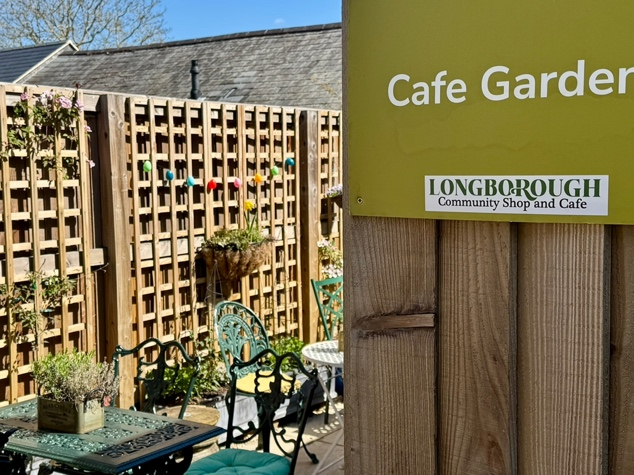 Cafe Garden
LONGBOROUGH
Community Shop and Cafe